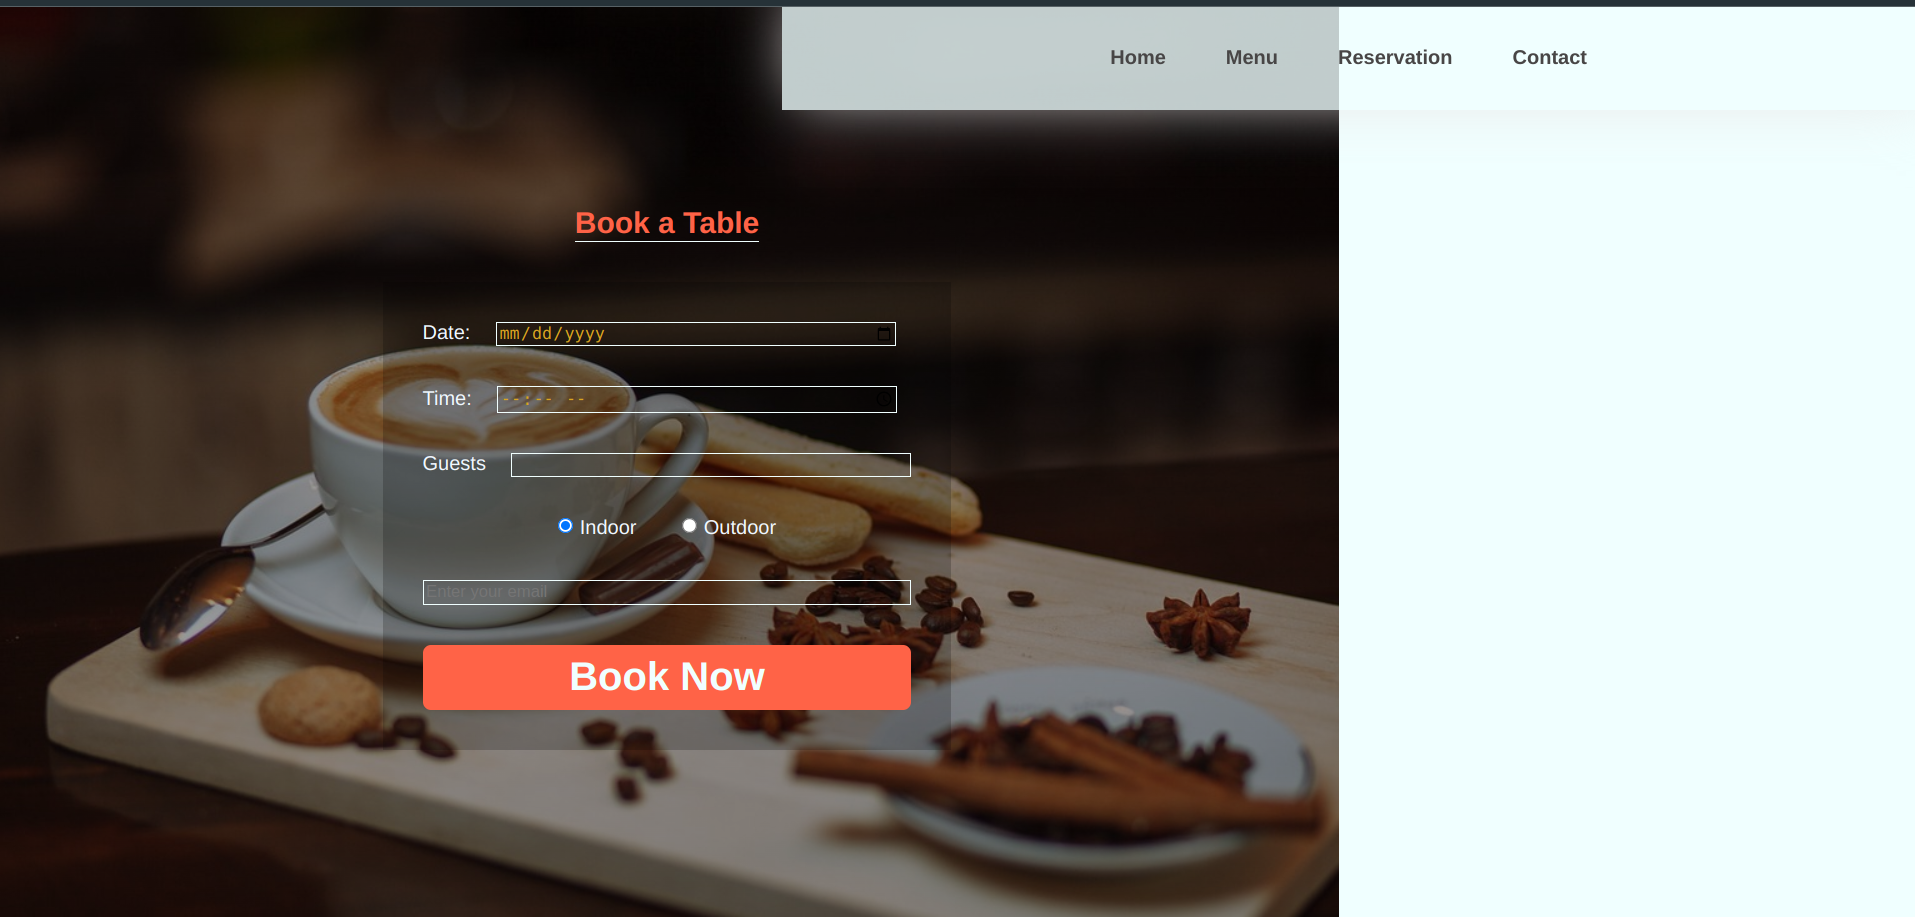 Home Menu Reservation Contact
Book a Table
Date: mm/dd/yyyy
Time: --:-- --
Guests
Indoor Outdoor
Enter your email
Book Now